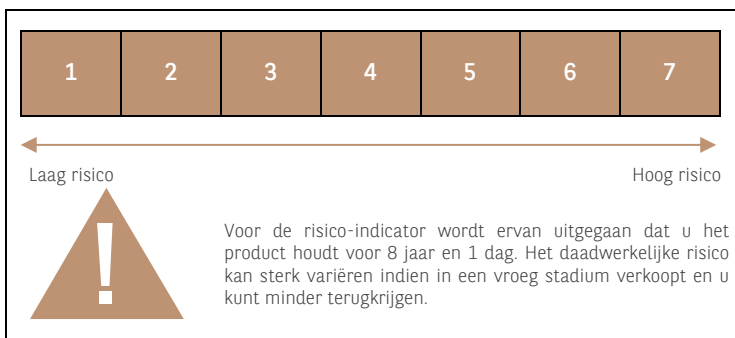 1 2 3 4 5 6 7
Laag risico Hoog risico
!
Voor de risico-indicator wordt ervan uitgegaan dat u het
product houdt voor 8 jaar en 1 dag. Het daadwerkelijke risico
kan sterk variëren indien in een vroeg stadium verkoopt en u
kunt minder terugkrijgen.